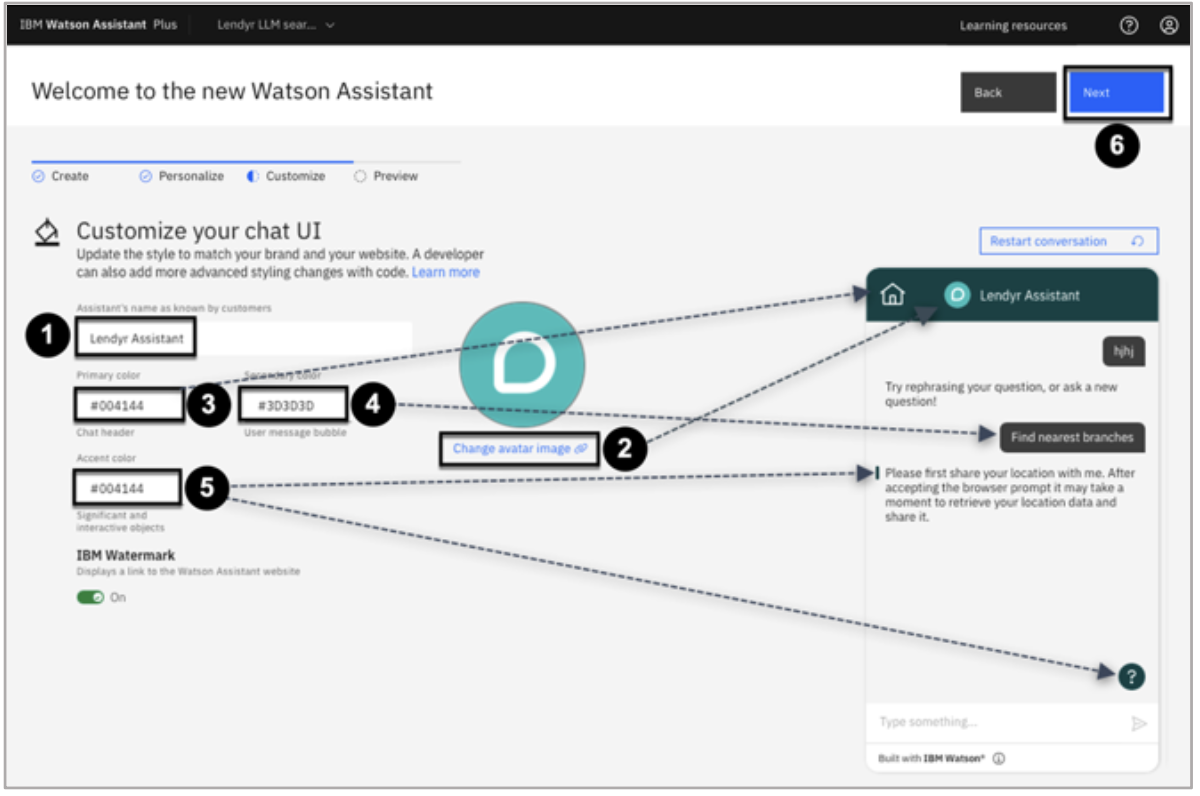 IBM Watson Assistant Plus
Lendyr LLM sear...
Learning resources
Welcome to the new Watson Assistant
Back
Next
6
Create
Personalize
Customize
Preview
Customize your chat UI
Update the style to match your brand and your website. A developer
can also add more advanced styling changes with code. Learn more
Assistant's name as known by customers
1
Lendyr Assistant
Primary color
Secondary color
#004144
3
#3D3D3D
4
Chat header
User message bubble
Accent color
#004144
5
Significant and
interactive objects
IBM Watermark
Displays a link to the Watson Assistant website
On
Change avatar image
2
Restart conversation
Lendyr Assistant
hjhj
Try rephrasing your question, or ask a new
question!
Find nearest branches
Please first share your location with me. After
accepting the browser prompt it may take a
moment to retrieve your location data and
share it.
?
Type something...
Built with IBM Watson®